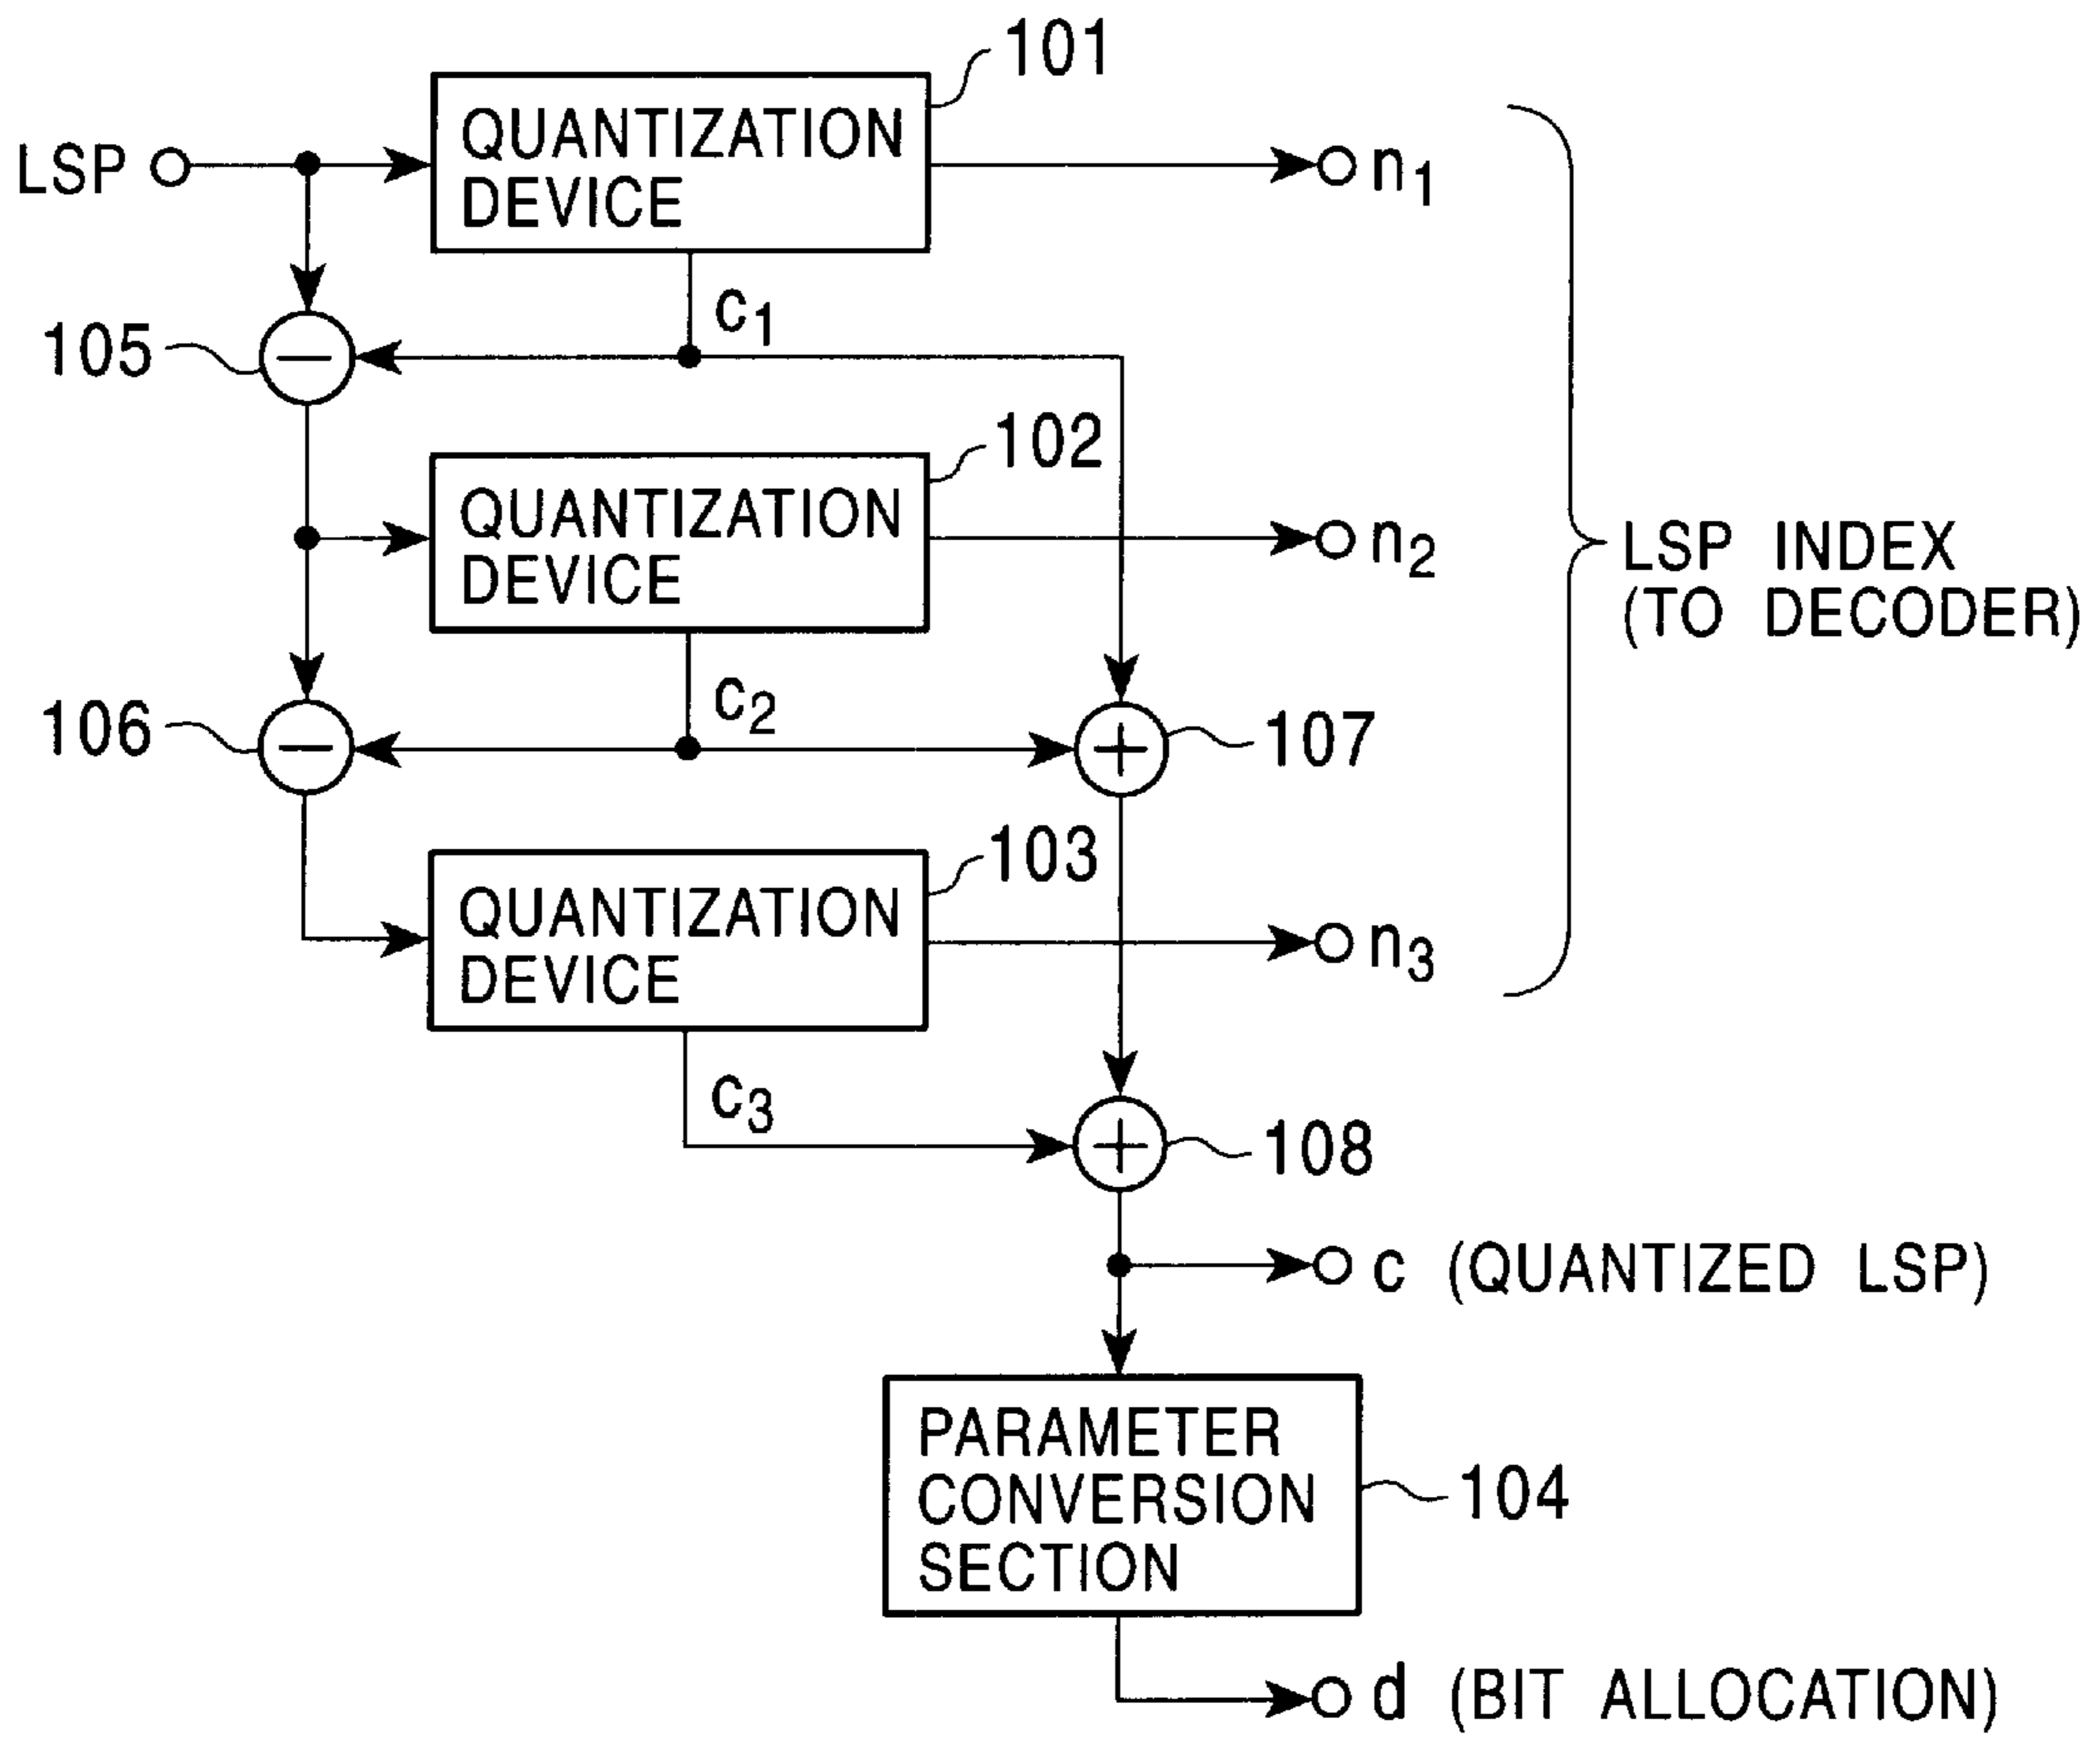 101
QUANTIZATION
DEVICE
LSP
n1
c1
105
102
QUANTIZATION
DEVICE
n2
LSP INDEX
(TO DECODER)
c2
106
107
103
QUANTIZATION
DEVICE
n3
c3
108
c (QUANTIZED LSP)
PARAMETER
CONVERSION
SECTION
104
d (BIT ALLOCATION)